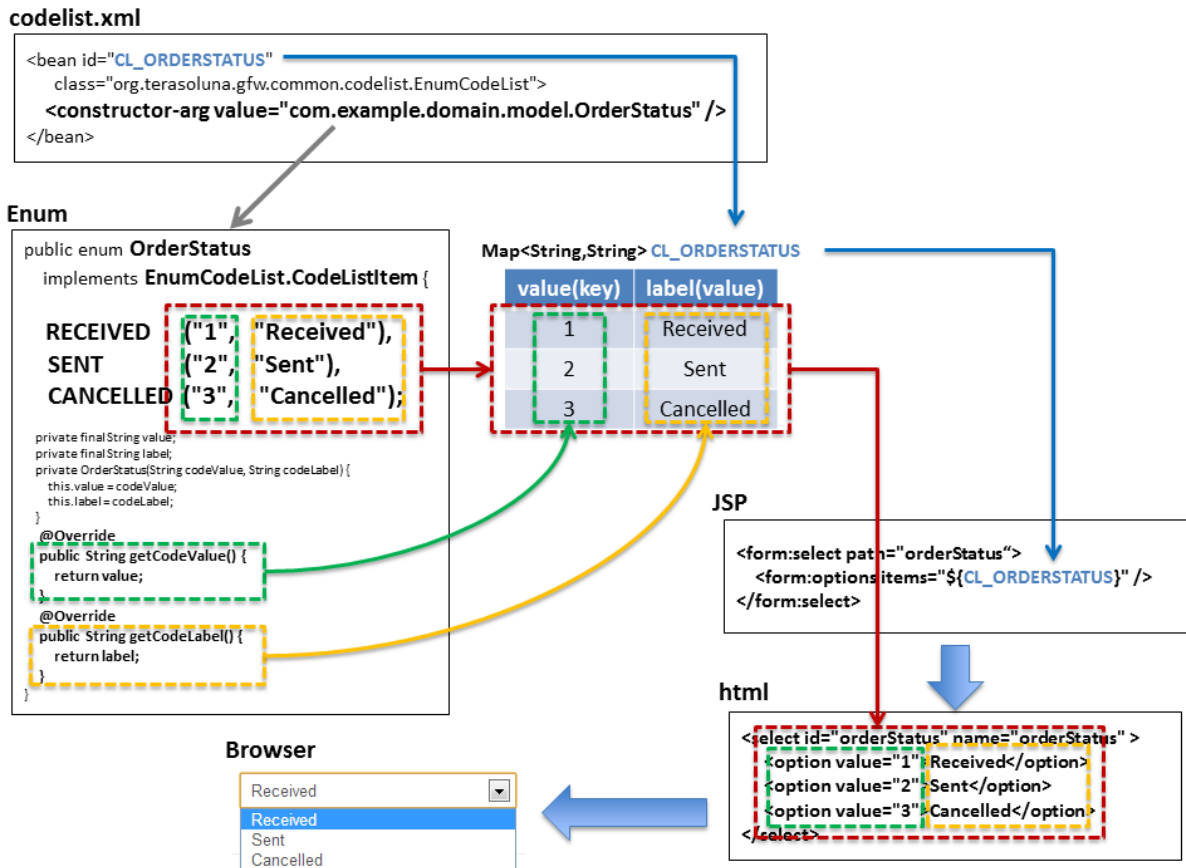 codelist.xml
<bean id="CL_ORDERSTATUS"
class="org.terasoluna.gfw.common.codelist.EnumCodeList">
<constructor-arg value="com.example.domain.model.OrderStatus" />
</bean>
Enum
public enum OrderStatus
implements EnumCodeList.CodeListItem {
RECEIVED ("1", "Received"),
SENT ("2", "Sent"),
CANCELLED ("3", "Cancelled");
private final String value;
private final String label;
private OrderStatus(String codeValue, String codeLabel) {
this.value = codeValue;
this.label = codeLabel;
}
@Override
public String getCodeValue() {
return value;
}
@Override
public String getCodeLabel() {
return label;
}
}
Map<String,String> CL_ORDERSTATUS
value(key) label(value)
1 Received
2 Sent
3 Cancelled
JSP
<form:select path="orderStatus“>
<form:options items="${CL_ORDERSTATUS}" />
</form:select>
html
<select id="orderStatus" name="orderStatus" >
<option value="1">Received</option>
<option value="2">Sent</option>
<option value="3">Cancelled</option>
</select>
Browser
Received
Received
Sent
Cancelled